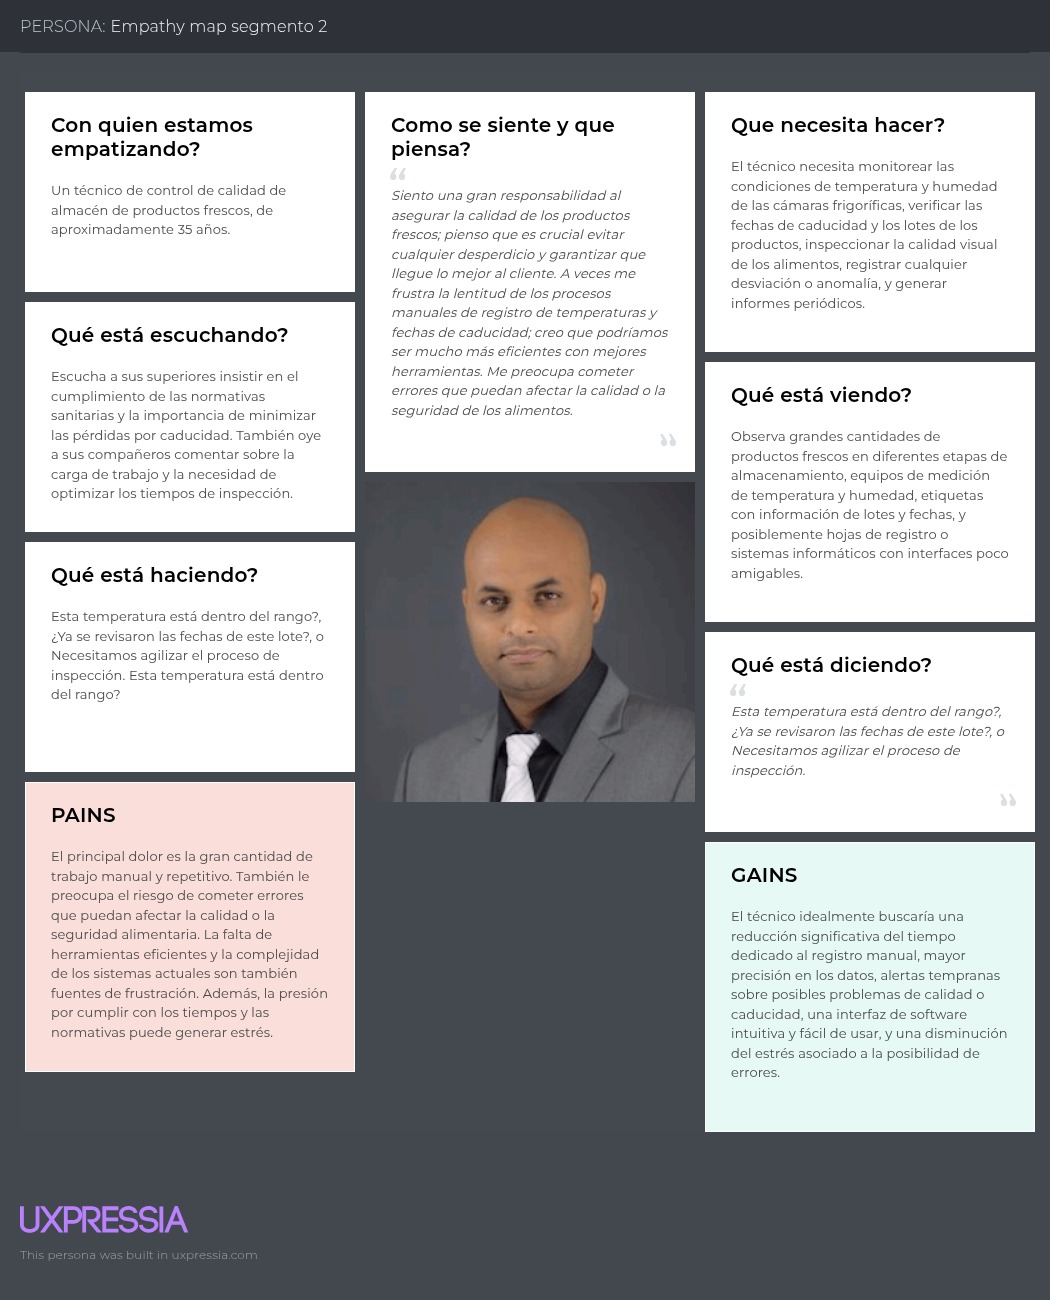 PERSONA: Empathy map segmento 2
Con quien estamos
empatizando?
Un técnico de control de calidad de
almacén de productos frescos, de
aproximadamente 35 años.
Qué está escuchando?
Escucha a sus superiores insistir en el
cumplimiento de las normativas
sanitarias y la importancia de minimizar
las pérdidas por caducidad. También oye
a sus compañeros comentar sobre la
carga de trabajo y la necesidad de
optimizar los tiempos de inspección.
Qué está haciendo?
Esta temperatura está dentro del rango?,
¿Ya se revisaron las fechas de este lote?, o
Necesitamos agilizar el proceso de
inspección. Esta temperatura está dentro
del rango?
PAINS
El principal dolor es la gran cantidad de
trabajo manual y repetitivo. También le
preocupa el riesgo de cometer errores
que puedan afectar la calidad o la
seguridad alimentaria. La falta de
herramientas eficientes y la complejidad
de los sistemas actuales son también
fuentes de frustración. Además, la presión
por cumplir con los tiempos y las
normativas puede generar estrés.
Como se siente y que
piensa?
“
Siento una gran responsabilidad al
asegurar la calidad de los productos
frescos; pienso que es crucial evitar
cualquier desperdicio y garantizar que
llegue lo mejor al cliente. A veces me
frustra la lentitud de los procesos
manuales de registro de temperaturas y
fechas de caducidad; creo que podríamos
ser mucho más eficientes con mejores
herramientas. Me preocupa cometer
errores que puedan afectar la calidad o la
seguridad de los alimentos.
”
Que necesita hacer?
El técnico necesita monitorear las
condiciones de temperatura y humedad
de las cámaras frigoríficas, verificar las
fechas de caducidad y los lotes de los
productos, inspeccionar la calidad visual
de los alimentos, registrar cualquier
desviación o anomalía, y generar
informes periódicos.
Qué está viendo?
Observa grandes cantidades de
productos frescos en diferentes etapas de
almacenamiento, equipos de medición
de temperatura y humedad, etiquetas
con información de lotes y fechas, y
posiblemente hojas de registro o
sistemas informáticos con interfaces poco
amigables.
Qué está diciendo?
“
Esta temperatura está dentro del rango?,
¿Ya se revisaron las fechas de este lote?, o
Necesitamos agilizar el proceso de
inspección.
”
GAINS
El técnico idealmente buscaría una
reducción significativa del tiempo
dedicado al registro manual, mayor
precisión en los datos, alertas tempranas
sobre posibles problemas de calidad o
caducidad, una interfaz de software
intuitiva y fácil de usar, y una disminución
del estrés asociado a la posibilidad de
errores.
UXPRESSIA
This persona was built in uxpressia.com